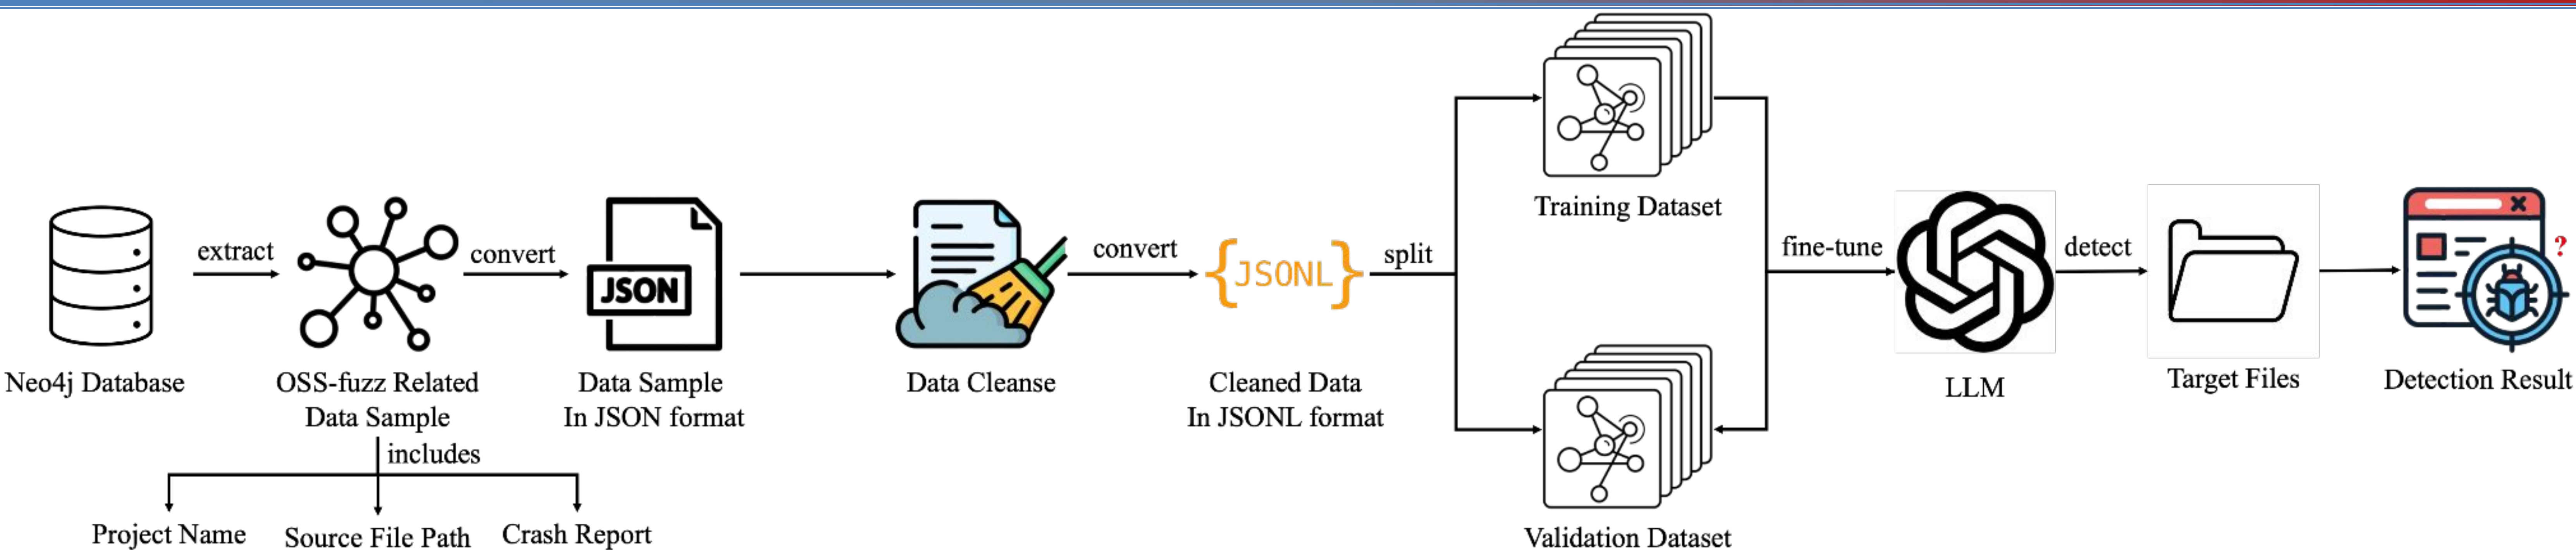 Neo4j Database
extract
OSS-fuzz Related
Data Sample
includes
Project Name
Source File Path
Crash Report
convert
JSON
Data Sample
In JSON format
Data Cleanse
convert
{JSONL}
Cleaned Data
In JSONL format
split
Training Dataset
Validation Dataset
fine-tune
LLM
detect
Target Files
?
Detection Result